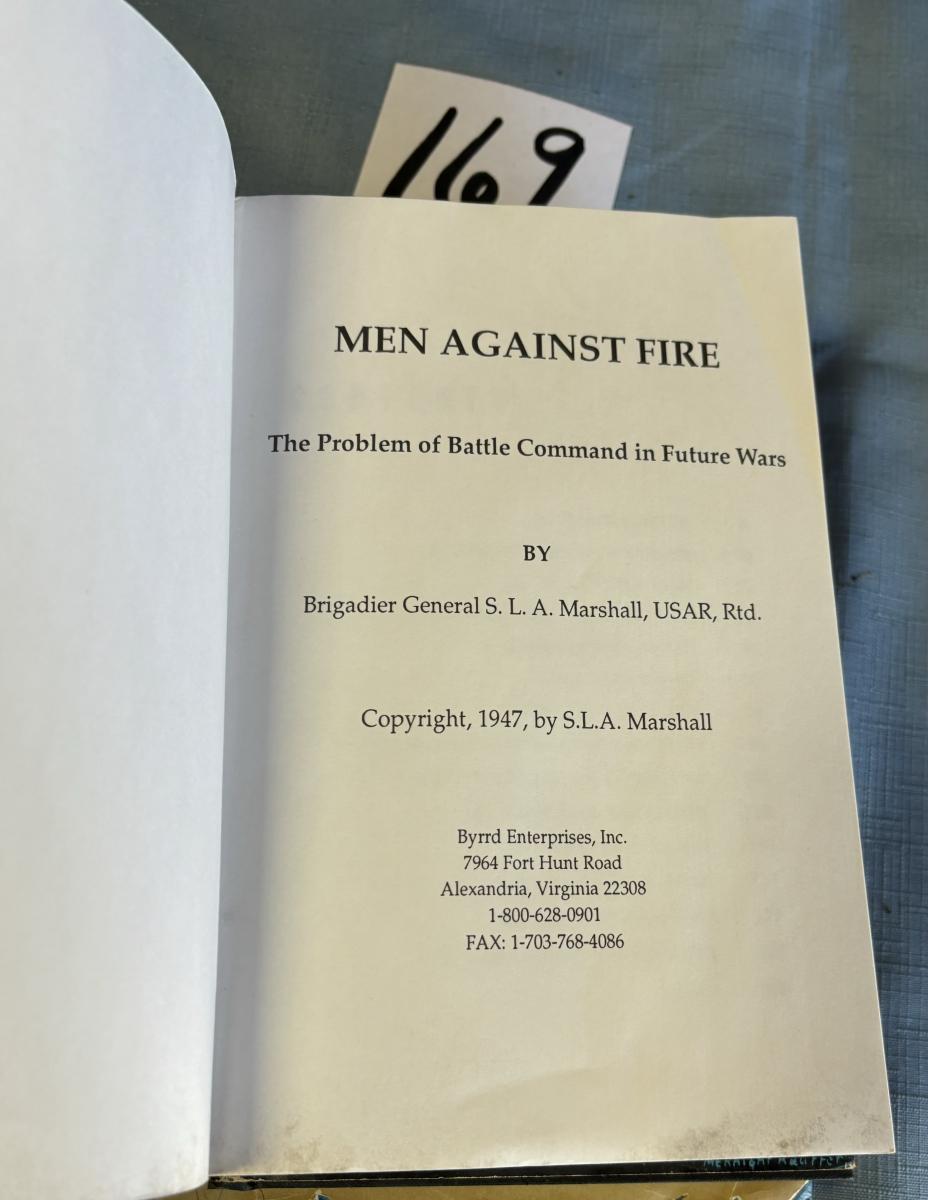 169
MEN AGAINST FIRE
The Problem of Battle Command in Future Wars
BY
Brigadier General S. L. A. Marshall, USAR, Rtd.
Copyright, 1947, by S.L.A. Marshall
Byrrd Enterprises, Inc.
7964 Fort Hunt Road
Alexandria, Virginia 22308
1-800-628-0901
FAX: 1-703-768-4086